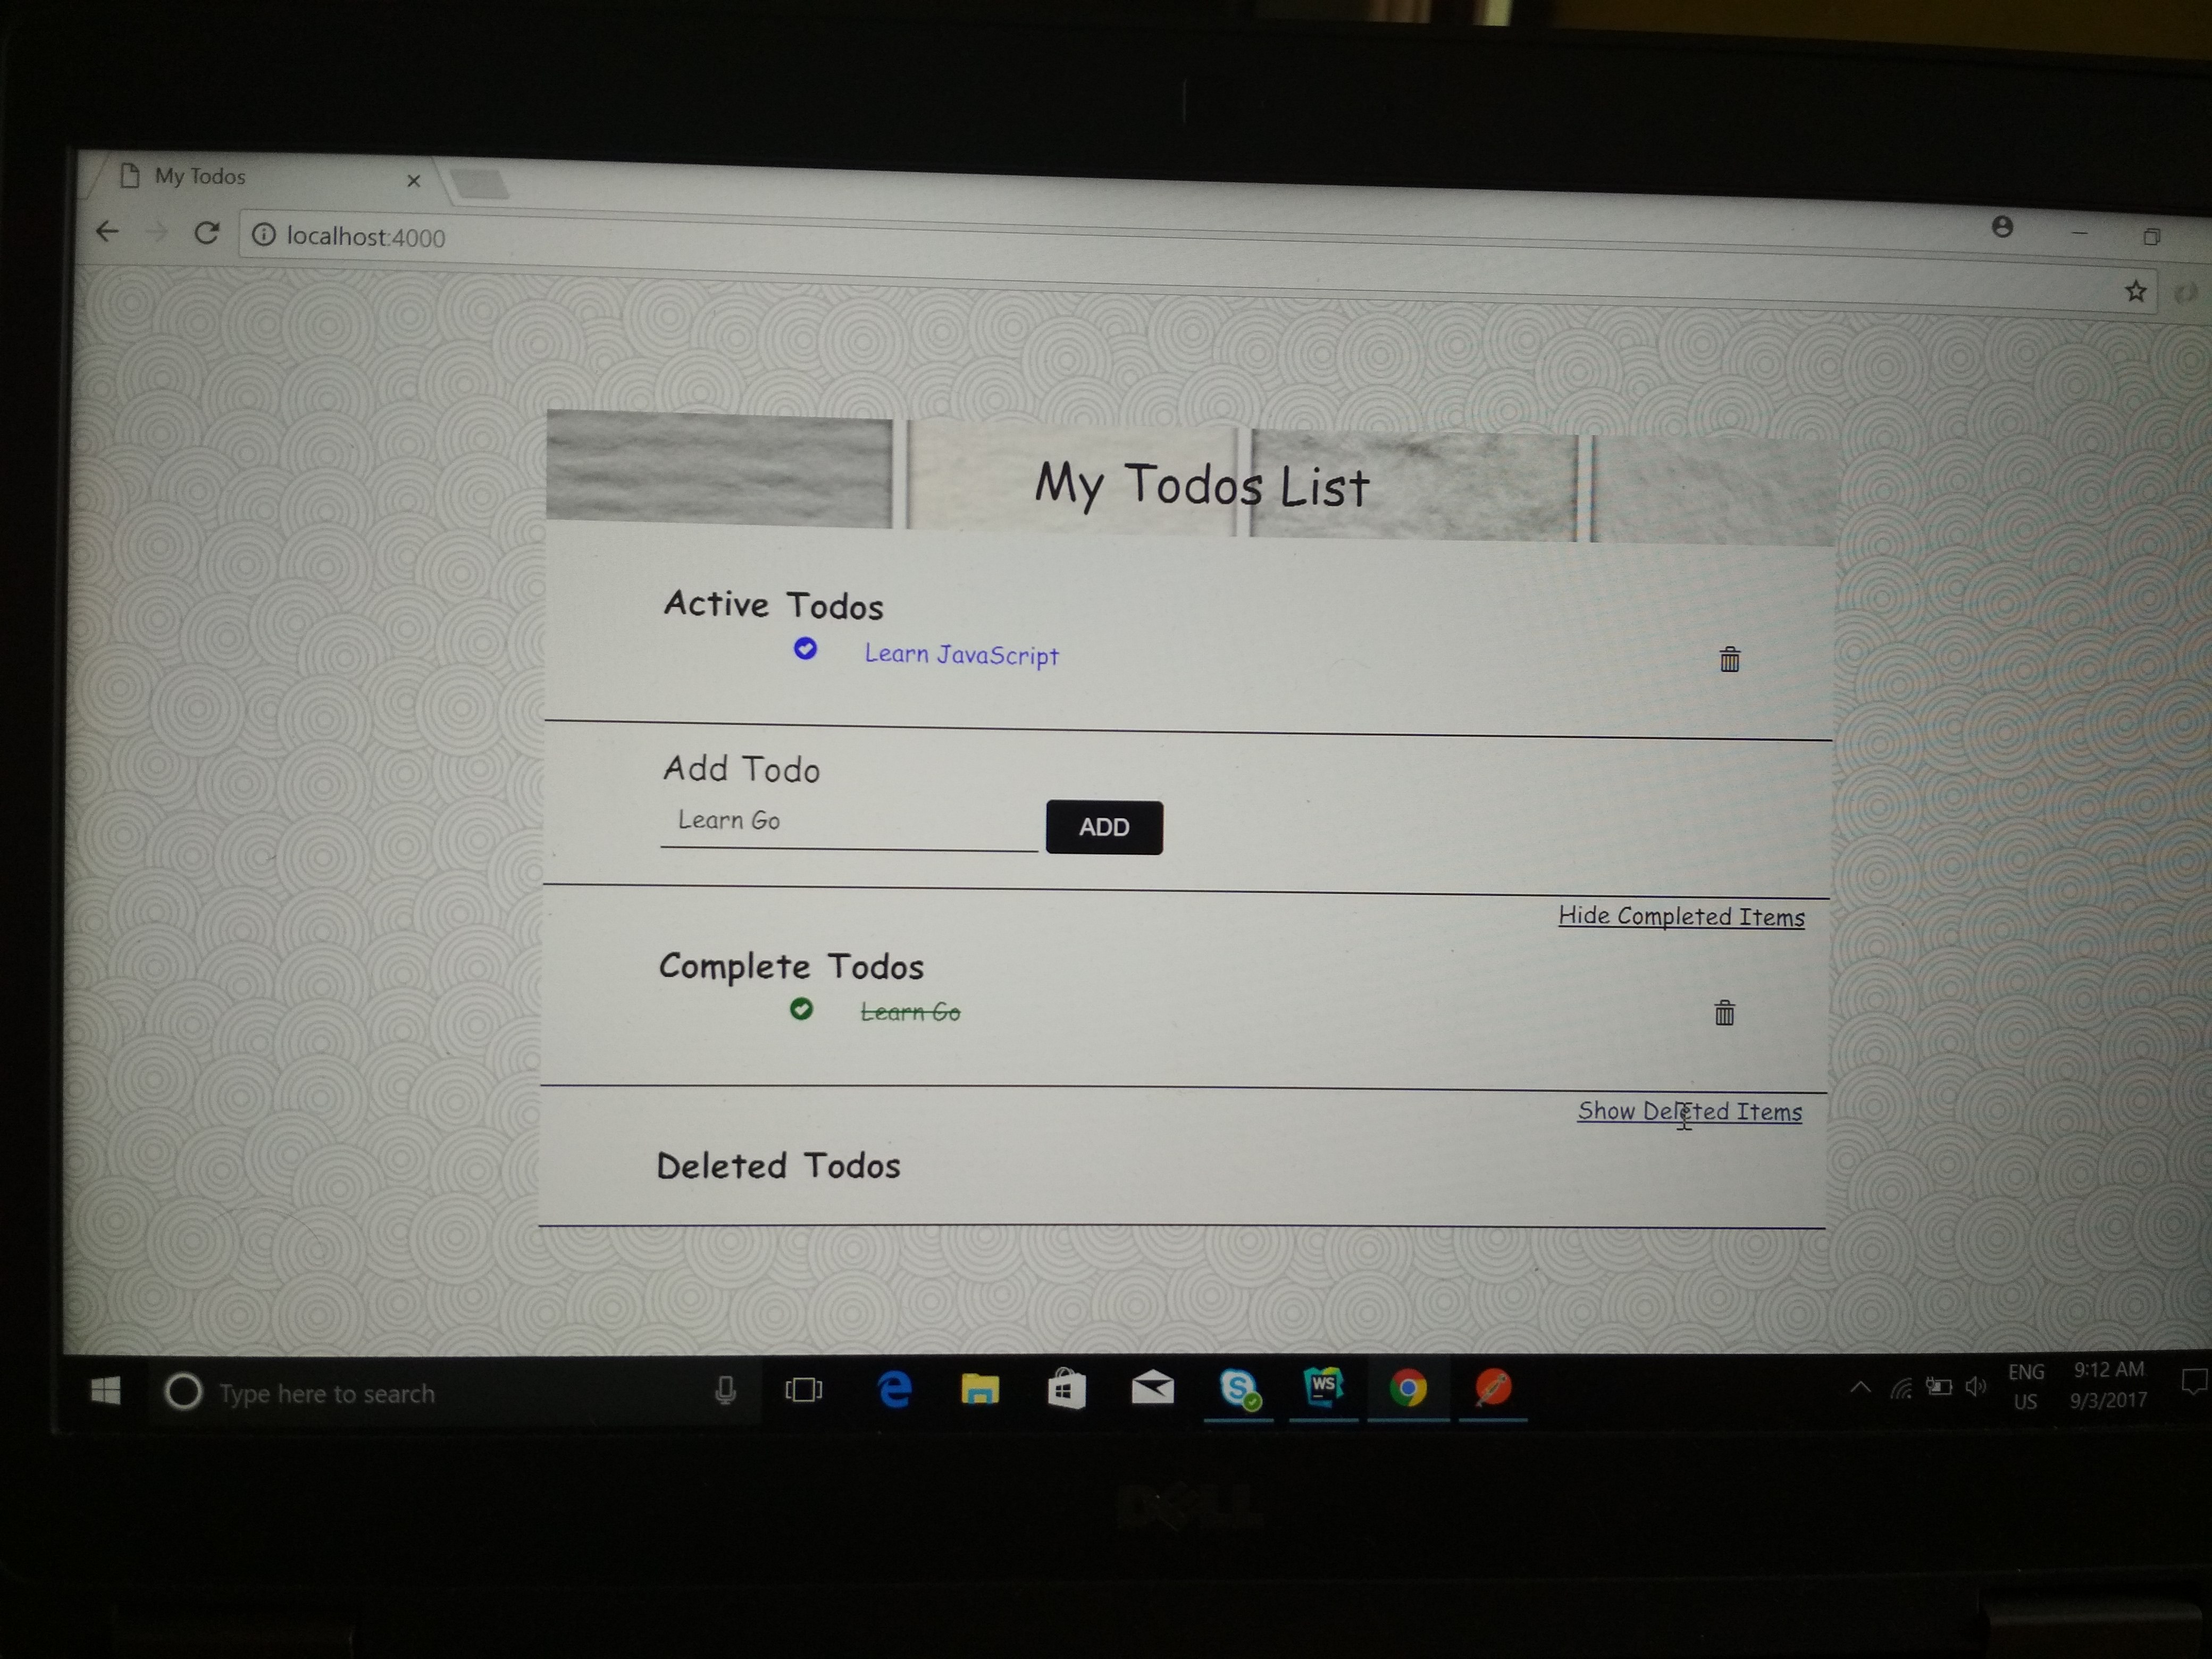 My Todos
localhost:4000
My Todos List
Active Todos
Learn JavaScript
Add Todo
Learn Go
ADD
Hide Completed Items
Complete Todos
Learn Go
Show Deleted Items
Deleted Todos
Type here to search
WS
ENG
US
9:12 AM
9/3/2017
DELL